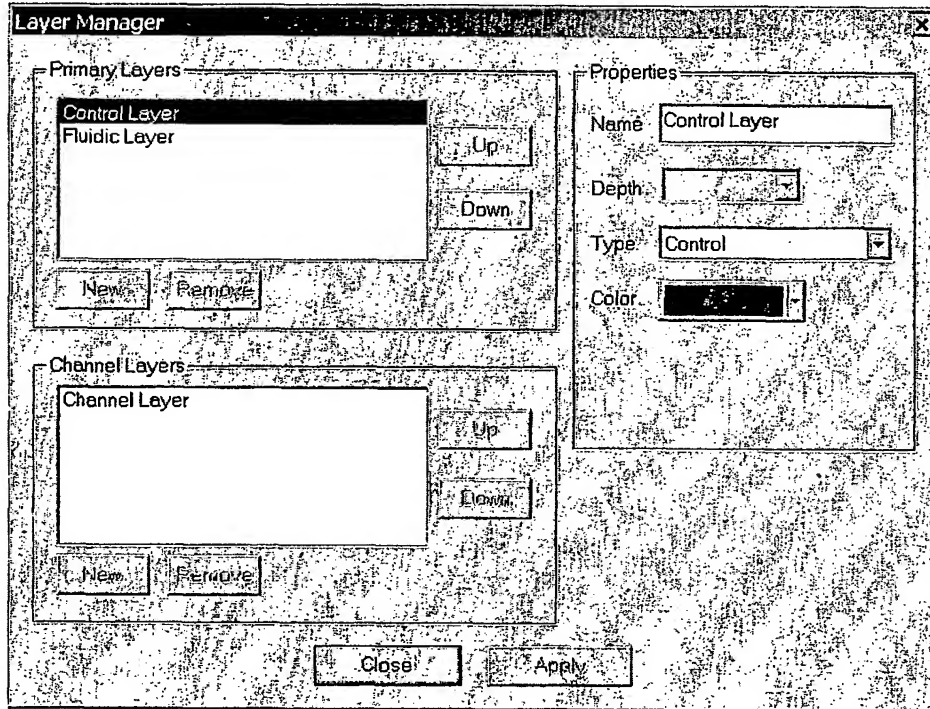 Layer Manager
Primary Layers
Control Layer
Fluidic Layer
Up
Down
New
Remove
Channel Layers
Channel Layer
Up
Down
New
Remove
Properties
Name Control Layer
Depth
Type Control
Color
Close
Apply